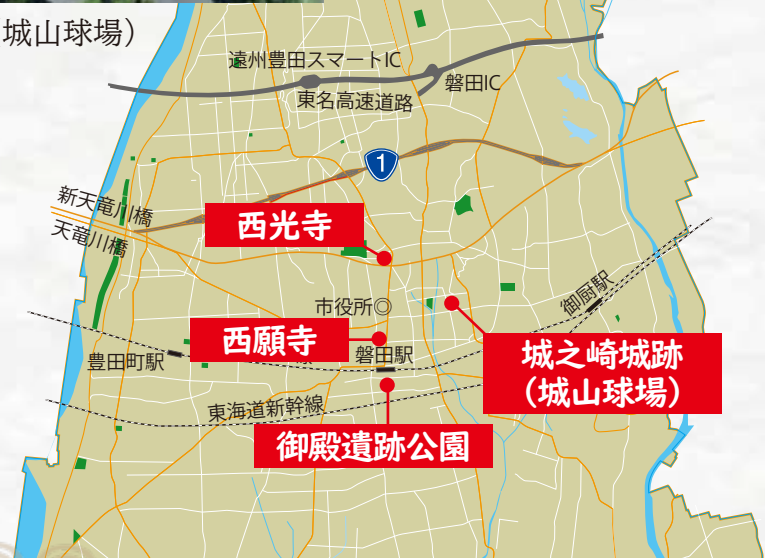 城山球場）
遠州豊田スマートIC
磐田IC
東名高速道路
1
新天竜川橋
天竜川橋
西光寺
市役所◎
御厨駅
西願寺
磐田駅
豊田町駅
城之崎城跡
（城山球場）
東海道新幹線
御殿遺跡公園